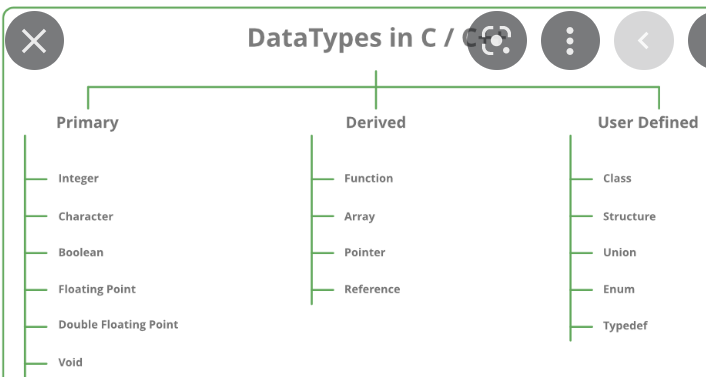 DataTypes in C / C++
Primary
Integer
Character
Boolean
Floating Point
Double Floating Point
Void
Derived
Function
Array
Pointer
Reference
User Defined
Class
Structure
Union
Enum
Typedef